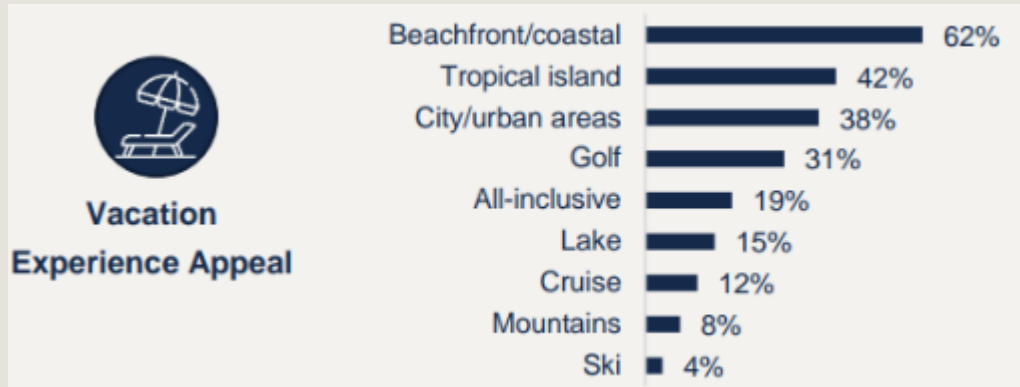 Vacation
Experience Appeal
Beachfront/coastal 62%
Tropical island 42%
City/urban areas 38%
Golf 31%
All-inclusive 19%
Lake 15%
Cruise 12%
Mountains 8%
Ski 4%